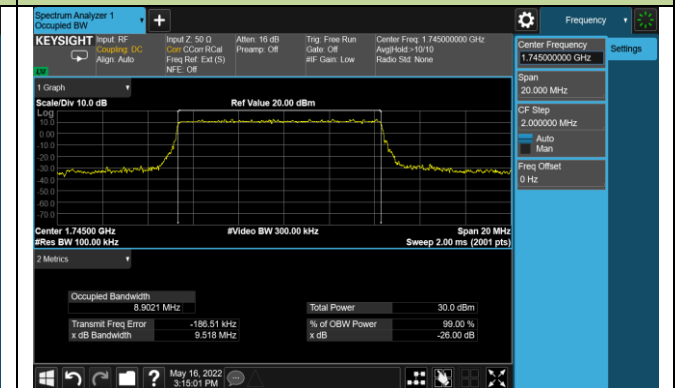 Spectrum Analyzer 1
Occupied BW
Frequency
KEYSIGHT
Input: RF
Coupling: DC
Align: Auto
Input Z: 50 Ω
Corr CCorr RCal
Freq Ref: Ext (S)
NFE: Off
Atten: 16 dB
Preamp: Off
Trig: Free Run
Gate: Off
#IF Gain: Low
Center Freq: 1.745000000 GHz
Avg|Hold:>10/10
Radio Std: None
Center Frequency
1.745000000 GHz
Settings
Span
20.000 MHz
CF Step
2.000000 MHz
Auto
Man
Freq Offset
0 Hz
1 Graph
Scale/Div 10.0 dB
Ref Value 20.00 dBm
Log
10.0
0.00
-10.0
-20.0
-30.0
-40.0
-50.0
-60.0
-70.0
Center 1.74500 GHz
#Video BW 300.00 kHz
Span 20 MHz
#Res BW 100.00 kHz
Sweep 2.00 ms (2001 pts)
2 Metrics
Occupied Bandwidth
8.9021 MHz
Total Power 30.0 dBm
Transmit Freq Error -186.51 kHz
% of OBW Power 99.00 %
x dB Bandwidth 9.518 MHz
x dB -26.00 dB
May 16, 2022
3:15:01 PM